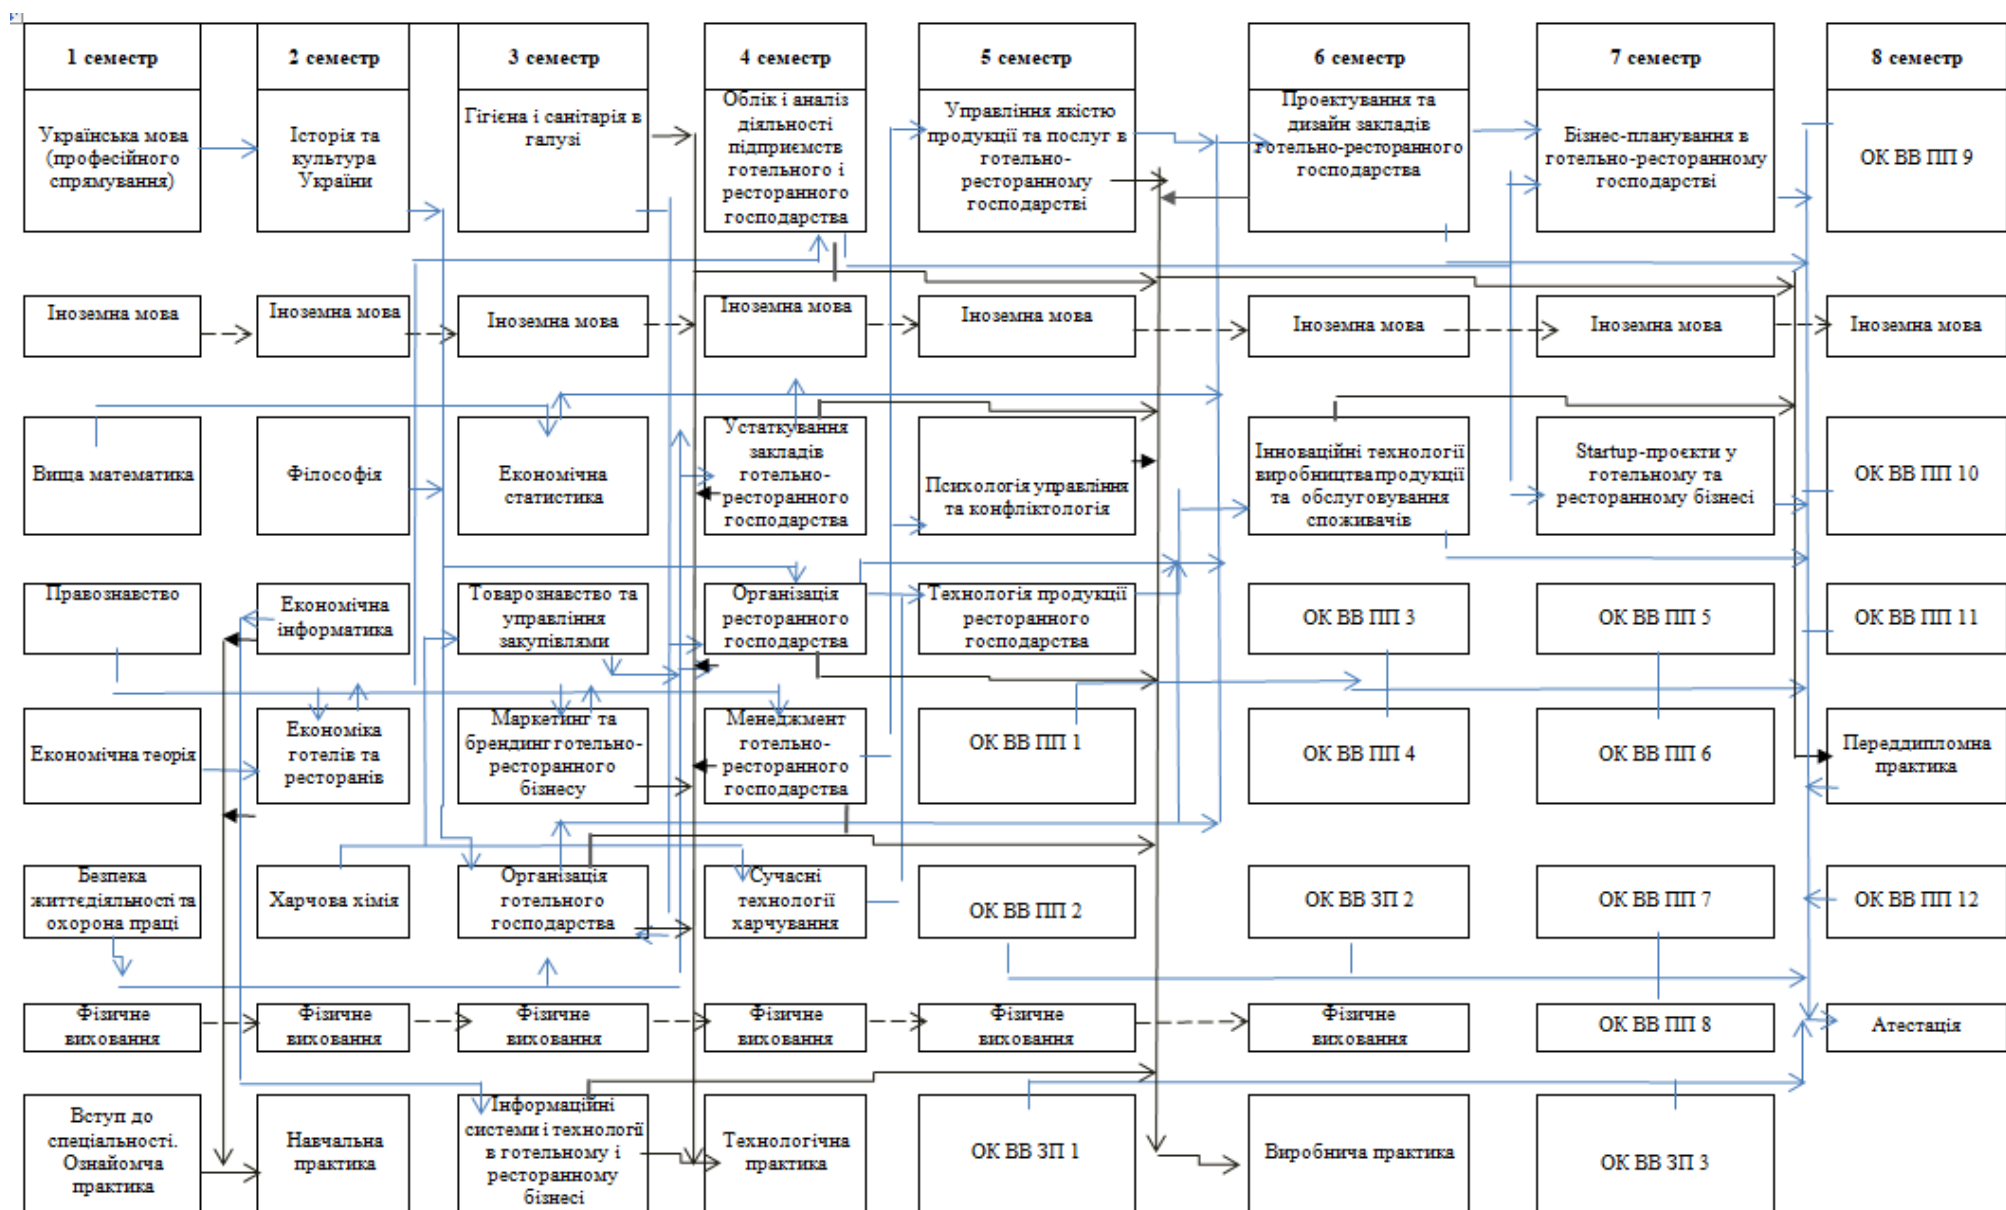 1 семестр
2 семестр
3 семестр
4 семестр
5 семестр
6 семестр
7 семестр
8 семестр
Українська мова
(професійного
спрямування)
Історія та
культура
України
Гігієна і санітарія в
галузі
Облік і аналіз
діяльності
підприємств
готельного і
ресторанного
господарства
Управління якістю
продукції та послуг в
готельно-
ресторанному
господарстві
Проектування та
дизайн закладів
готельно-ресторанного
господарства
Бізнес-планування в
готельно-ресторанному
господарстві
ОК ВВ ПП 9
Іноземна мова
Іноземна мова
Іноземна мова
Іноземна мова
Іноземна мова
Іноземна мова
Іноземна мова
Іноземна мова
Вища математика
Філософія
Економічна
статистика
Устаткування
закладів
готельно-
ресторанного
господарства
Психологія управління
та конфліктологія
Інноваційні технології
виробництва продукції
та обслуговування
споживачів
Startup-проєкти у
готельному та
ресторанному бізнесі
ОК ВВ ПП 10
Правознавство
Економічна
інформатика
Товарознавство та
управління
закупівлями
Організація
ресторанного
господарства
Технологія продукції
ресторанного
господарства
ОК ВВ ПП 3
ОК ВВ ПП 5
ОК ВВ ПП 11
Економічна теорія
Економіка
готелів та
ресторанів
Маркетинг та
брендинг готельно-
ресторанного
бізнесу
Менеджмент
готельно-
ресторанного
господарства
ОК ВВ ПП 1
ОК ВВ ПП 4
ОК ВВ ПП 6
Переддипломна
практика
Безпека
життєдіяльності та
охорона праці
Харчова хімія
Організація
готельного
господарства
Сучасні
технології
харчування
ОК ВВ ПП 2
ОК ВВ ЗП 2
ОК ВВ ПП 7
ОК ВВ ПП 12
Фізичне
виховання
Фізичне
виховання
Фізичне
виховання
Фізичне
виховання
Фізичне
виховання
Фізичне
виховання
ОК ВВ ПП 8
Атестація
Вступ до
спеціальності.
Ознайомча
практика
Навчальна
практика
Інформаційні
системи і технології
в готельному і
ресторанному
бізнесі
Технологічна
практика
ОК ВВ ЗП 1
Виробнича практика
ОК ВВ ЗП 3